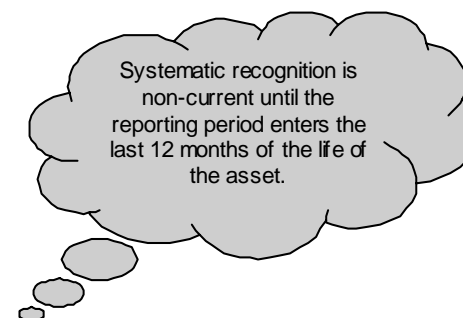 Systematic recognition is
non-current until the
reporting period enters the
last 12 months of the life of
the asset.